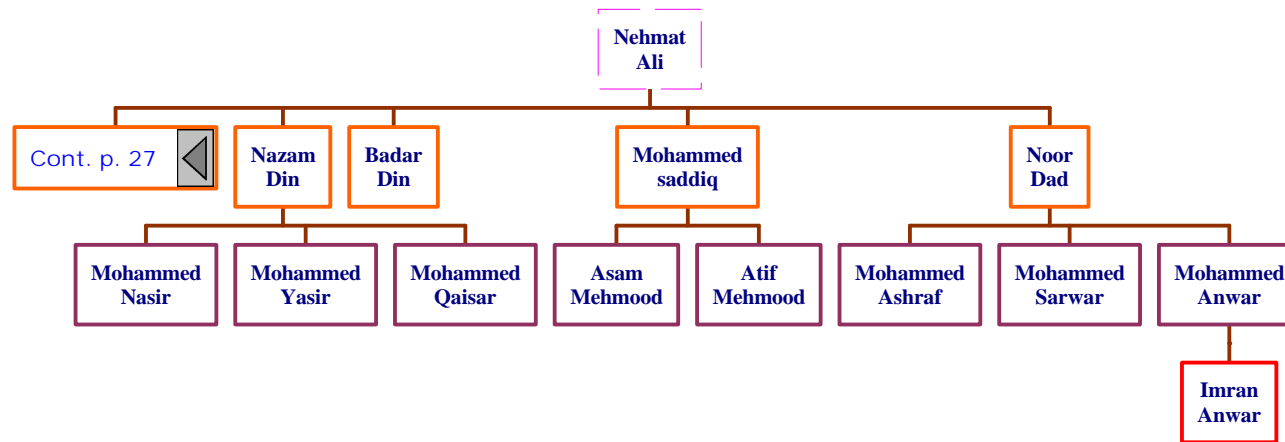 Nehmat
Ali
Cont. p. 27
Nazam
Din
Badar
Din
Mohammed
saddiq
Noor
Dad
Mohammed
Nasir
Mohammed
Yasir
Mohammed
Qaisar
Asam
Mehmood
Atif
Mehmood
Mohammed
Ashraf
Mohammed
Sarwar
Mohammed
Anwar
Imran
Anwar